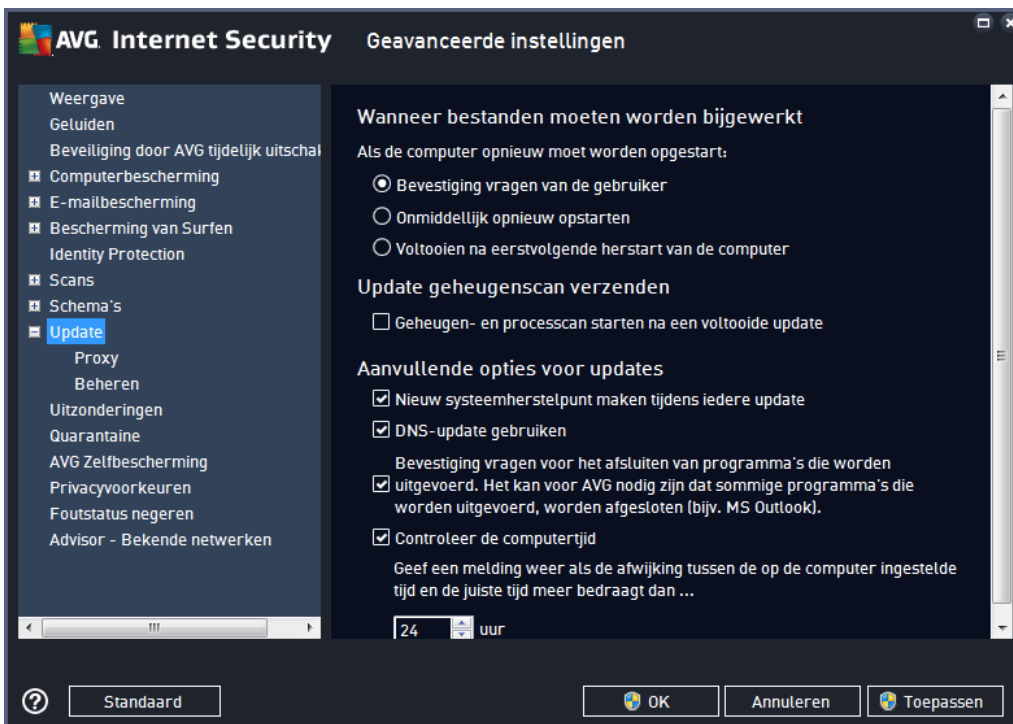 AVG. Internet Security
Geavanceerde instellingen
Weergave
Geluiden
Beveiliging door AVG tijdelijk uitschak
Computerbescherming
E-mailbescherming
Bescherming van Surfen
Identity Protection
Scans
Schema's
Update
Proxy
Beheren
Uitzonderingen
Quarantaine
AVG Zelfbescherming
Privacyvoorkeuren
Foutstatus negeren
Advisor - Bekende netwerken
Wanneer bestanden moeten worden bijgewerkt
Als de computer opnieuw moet worden opgestart:
Bevestiging vragen van de gebruiker
Onmiddellijk opnieuw opstarten
Voltooien na eerstvolgende herstart van de computer
Update geheugenscan verzenden
Geheugen- en processcan starten na een voltooide update
Aanvullende opties voor updates
Nieuw systeemherstelpunt maken tijdens iedere update
DNS-update gebruiken
Bevestiging vragen voor het afsluiten van programma's die worden
uitgevoerd. Het kan voor AVG nodig zijn dat sommige programma's die
worden uitgevoerd, worden afgesloten (bijv. MS Outlook).
Controleer de computertjid
Geef een melding weer als de afwijking tussen de op de computer ingestelde
tijd en de juiste tijd meer bedraagt dan ...
24 uur
Standaard
OK
Annuleren
Toepassen